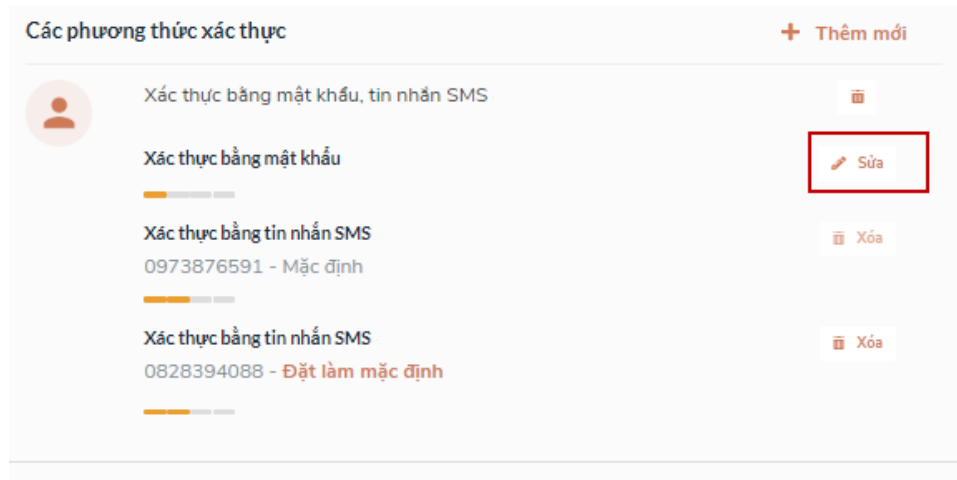 Các phương thức xác thực
+ Thêm mới
Xác thực bằng mật khẩu, tin nhắn SMS
Xác thực bằng mật khẩu
Sửa
Xác thực bằng tin nhắn SMS
Xóa
0973876591 - Mặc định
Xác thực bằng tin nhắn SMS
Xóa
0828394088 - Đặt làm mặc định